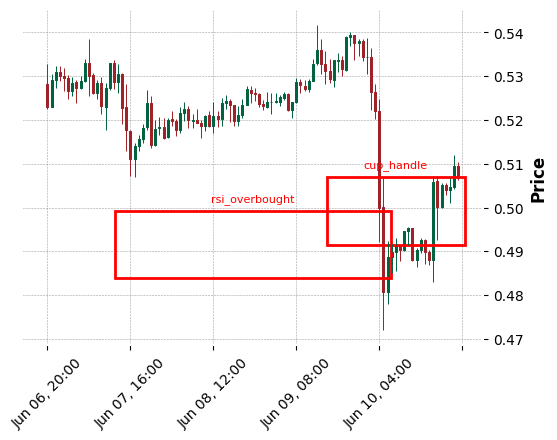 0.54
0.53
0.52
0.51
cup_handle
0.50
rsi_overbought
0.49
0.48
0.47
Price
Jun 06, 20:00
Jun 07, 16:00
Jun 08, 12:00
Jun 09, 08:00
Jun 10, 04:00